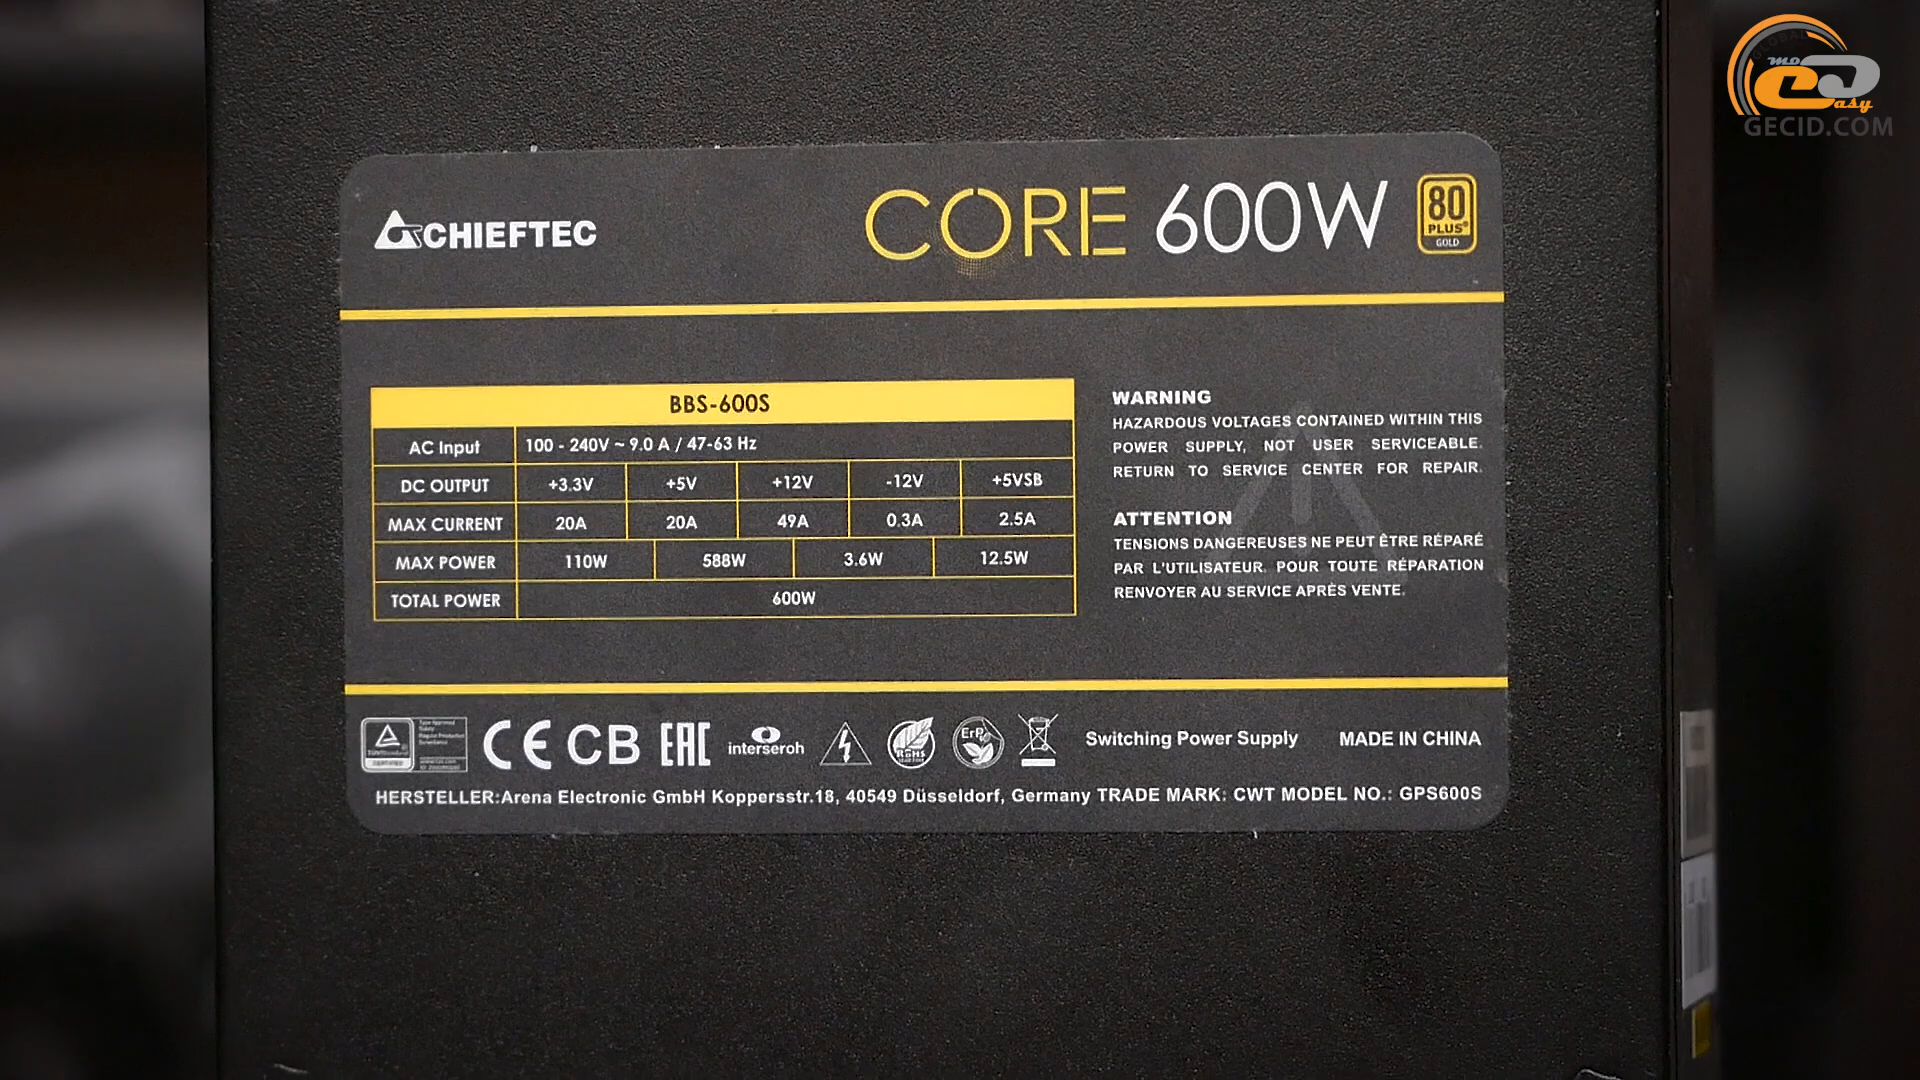 GECID.COM
CHIEFTEC
CORE 600W
80
PLUS
GOLD
BBS-600S
AC Input 100 - 240V ~ 9.0 A / 47-63 Hz
DC OUTPUT +3.3V +5V +12V -12V +5VSB
MAX CURRENT 20A 20A 49A 0.3A 2.5A
MAX POWER 110W 588W 3.6W 12.5W
TOTAL POWER 600W
WARNING
HAZARDOUS VOLTAGES CONTAINED WITHIN THIS
POWER SUPPLY, NOT USER SERVICEABLE.
RETURN TO SERVICE CENTER FOR REPAIR.
ATTENTION
TENSIONS DANGEREUSES NE PEUT ÊTRE RÉPARÉ
PAR L'UTILISATEUR. POUR TOUTE RÉPARATION
RENVOYER AU SERVICE APRÈS VENTE.
CE CB EAC interseroh RoHS ErP Switching Power Supply MADE IN CHINA
HERSTELLER:Arena Electronic GmbH Koppersstr.18, 40549 Düsseldorf, Germany TRADE MARK: CWT MODEL NO.: GPS600S